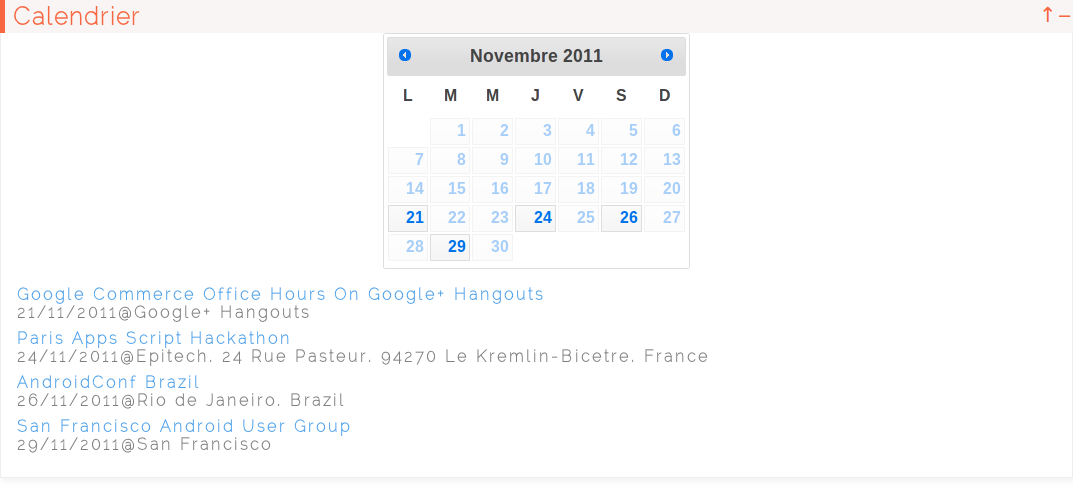 Calendrier
Novembre 2011
L M M J V S D
1 2 3 4 5 6
7 8 9 10 11 12 13
14 15 16 17 18 19 20
21 22 23 24 25 26 27
28 29 30
Google Commerce Office Hours On Google+ Hangouts
21/11/2011@Google+ Hangouts
Paris Apps Script Hackathon
24/11/2011@Epitech, 24 Rue Pasteur, 94270 Le Kremlin-Bicetre, France
AndroidConf Brazil
26/11/2011@Rio de Janeiro, Brazil
San Francisco Android User Group
29/11/2011@San Francisco